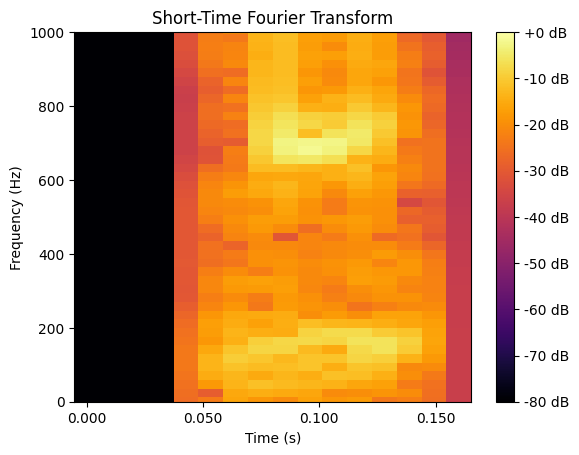 Short-Time Fourier Transform
1000
800
600
400
200
0
Frequency (Hz)
0.000
0.050
0.100
0.150
Time (s)
+0 dB
-10 dB
-20 dB
-30 dB
-40 dB
-50 dB
-60 dB
-70 dB
-80 dB